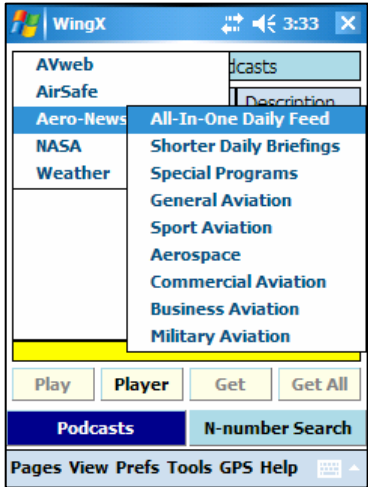 WingX 3:33
dcasts
AVweb
AirSafe
Description
Aero-News
All-In-One Daily Feed
NASA
Shorter Daily Briefings
Weather
Special Programs
General Aviation
Sport Aviation
Aerospace
Commercial Aviation
Business Aviation
Military Aviation
Play Player Get Get All
Podcasts N-number Search
Pages View Prefs Tools GPS Help